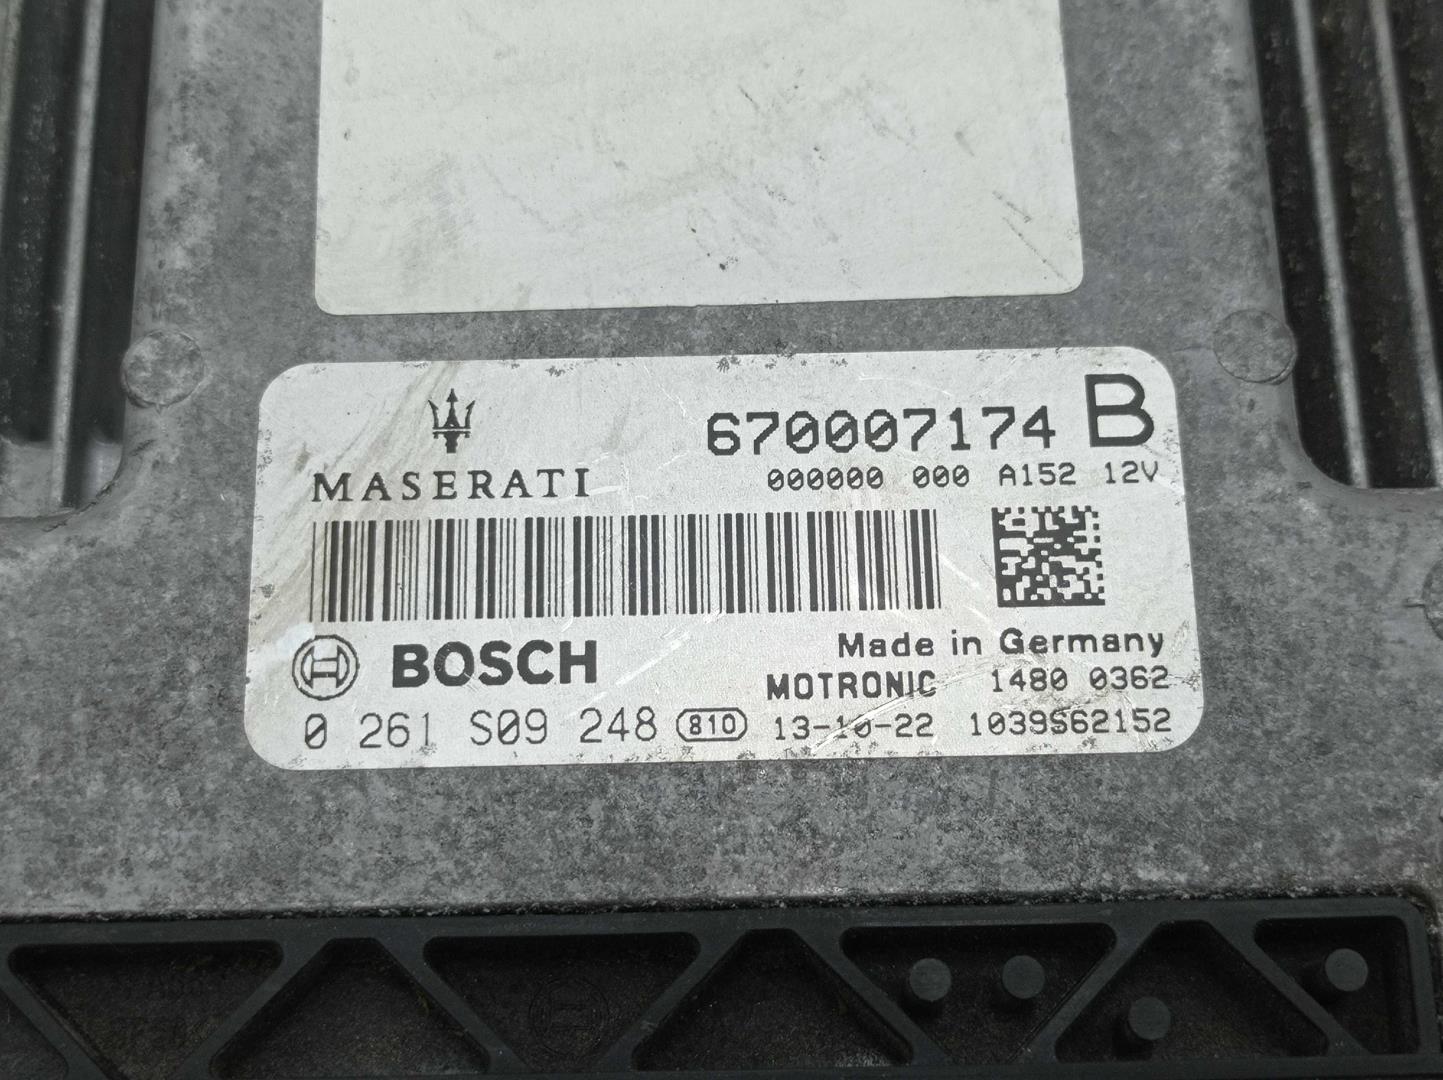 670007174 B
MASERATI
000000 000 A152 12V
BOSCH
Made in Germany
MOTRONIC 1480 0362
0 261 S09 248 810 13-10-22 1039S62152